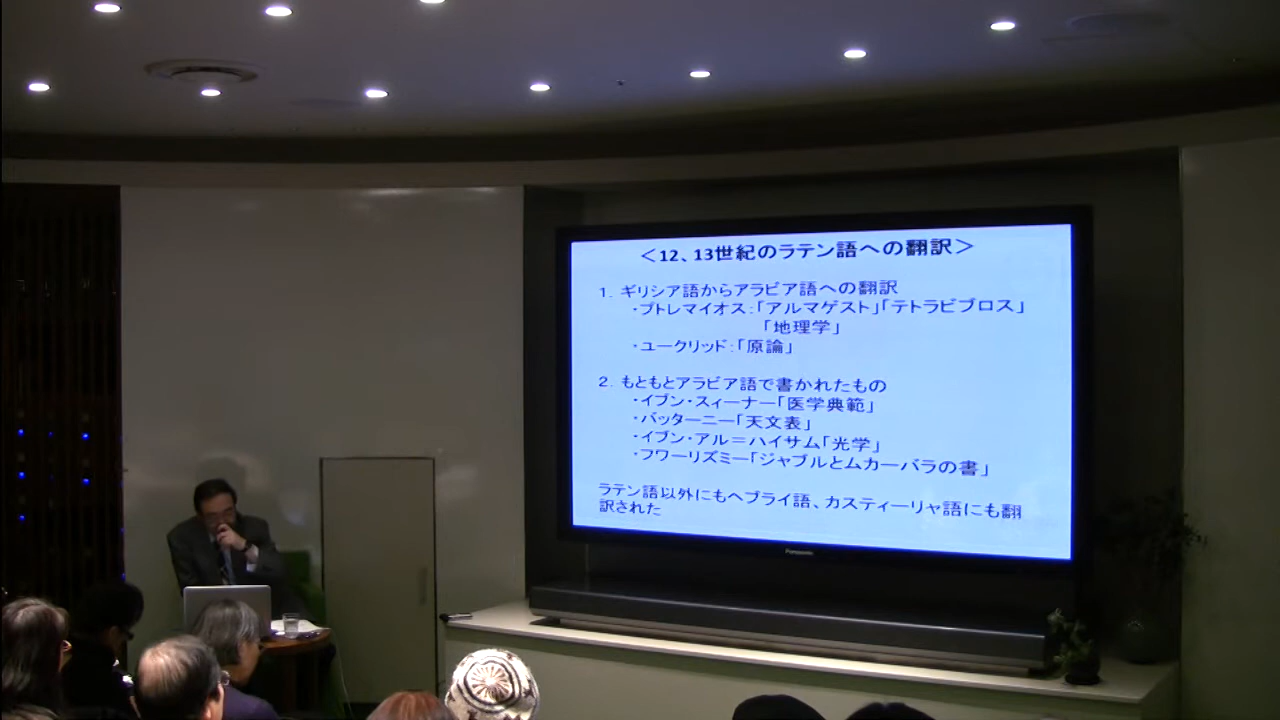 ＜12、13世紀のラテン語への翻訳＞
1. ギリシア語からアラビア語への翻訳
・プトレマイオス：「アルマゲスト」「テトラビブロス」
「地理学」
・ユークリッド：「原論」
2. もともとアラビア語で書かれたもの
・イブン・スィーナー「医学典範」
・バッターニー「天文表」
・イブン・アル＝ハイサム「光学」
・フワーリズミー「ジャブルとムカーバラの書」
ラテン語以外にもヘブライ語、カスティーリャ語にも翻
訳された
Panasonic